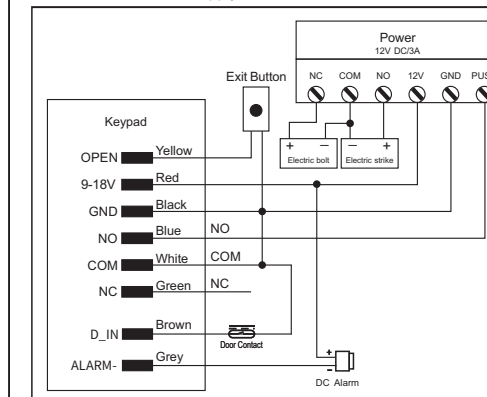 Power
12V DC/3A
NC COM NO 12V GND
Exit Button
+ − − +
Electric bolt Electric strike
Keypad
OPEN Yellow
9-18V Red
GND Black
NO Blue NO
COM White COM
NC Green NC
D_IN Brown
Door Contact
ALARM- Grey
+
-
DC Alarm